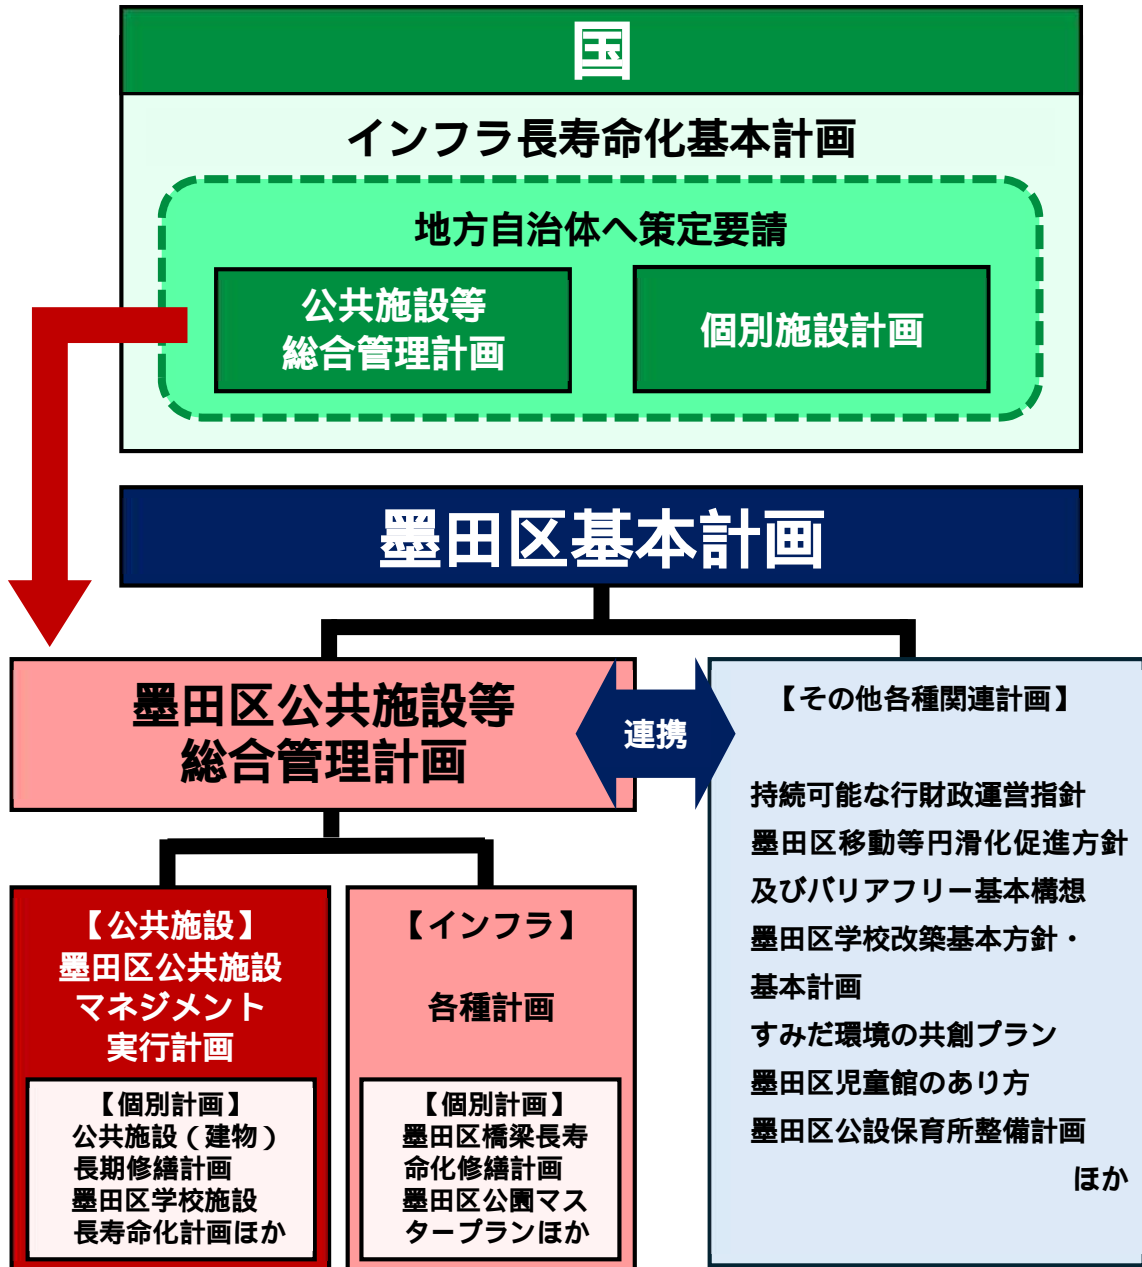 国
インフラ長寿命化基本計画
地方自治体へ策定要請
公共施設等
総合管理計画
個別施設計画
墨田区基本計画
墨田区公共施設等
総合管理計画
連携
【公共施設】
墨田区公共施設
マネジメント
実行計画
【個別計画】
公共施設（建物）
長期修繕計画
墨田区学校施設
長寿命化計画ほか
【インフラ】
各種計画
【個別計画】
墨田区橋梁長寿
命化修繕計画
墨田区公園マス
タープランほか
【その他各種関連計画】
持続可能な行財政運営指針
墨田区移動等円滑化促進方針
及びバリアフリー基本構想
墨田区学校改築基本方針・
基本計画
すみだ環境の共創プラン
墨田区児童館のあり方
墨田区公設保育所整備計画
ほか